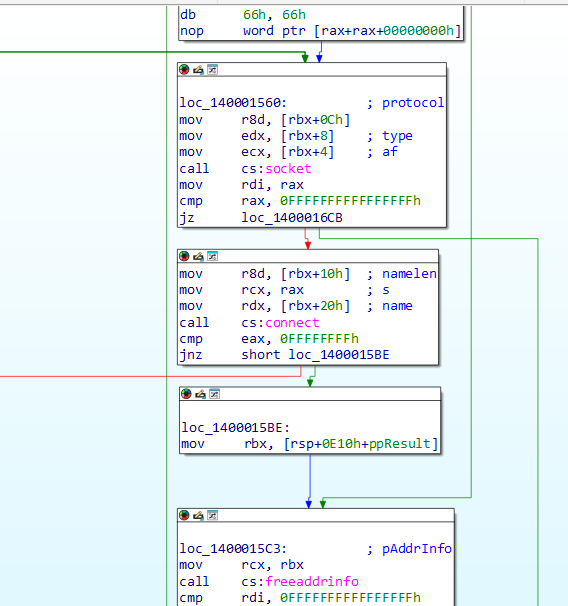 db 66h, 66h
nop word ptr [rax+rax+00000000h]
loc_140001560: ; protocol
mov r8d, [rbx+0Ch]
mov edx, [rbx+8] ; type
mov ecx, [rbx+4] ; af
call cs:socket
mov rdi, rax
cmp rax, 0FFFFFFFFFFFFFFFFh
jz loc_1400016CB
mov r8d, [rbx+10h] ; namelen
mov rcx, rax ; s
mov rdx, [rbx+20h] ; name
call cs:connect
cmp eax, 0FFFFFFFFh
jnz short loc_1400015BE
loc_1400015BE:
mov rbx, [rsp+0E10h+ppResult]
loc_1400015C3: ; pAddrInfo
mov rcx, rbx
call cs:freeaddrinfo
cmp rdi, 0FFFFFFFFFFFFFFFFh